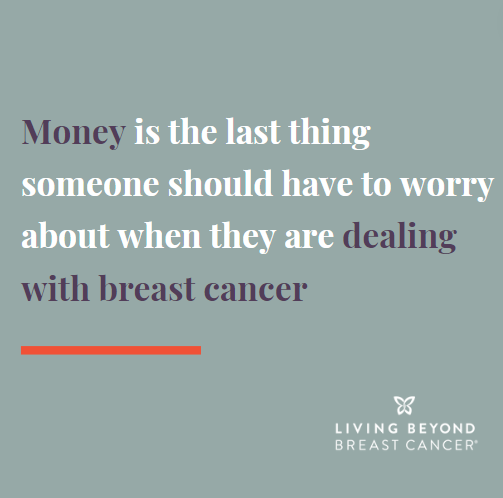 Money is the last thing
someone should have to worry
about when they are dealing
with breast cancer
LIVING BEYOND
BREAST CANCER®